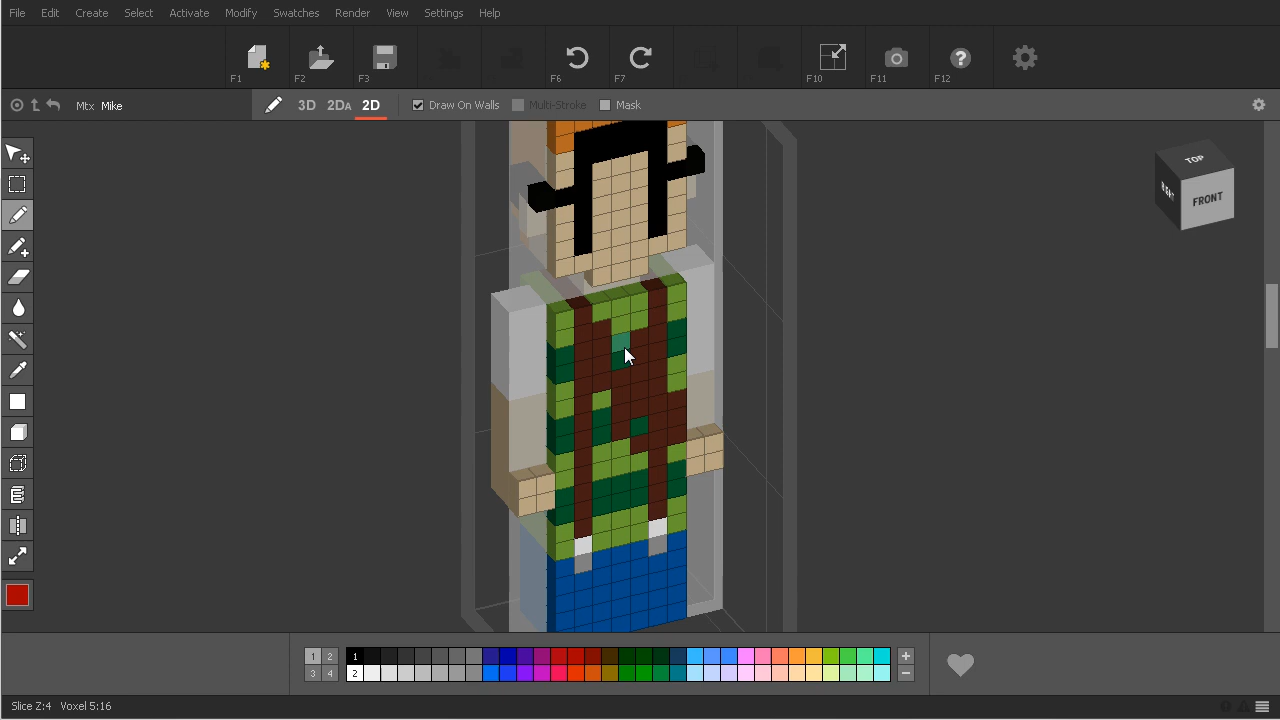 File Edit Create Select Activate Modify Swatches Render View Settings Help
F1 F2 F3 F6 F7 F10 F11 F12
Mtx Mike 3D 2DA 2D Draw On Walls Multi-Stroke Mask
TOP
RIGHT FRONT
1 2 1
3 4 2
Slice Z:4 Voxel 5:16